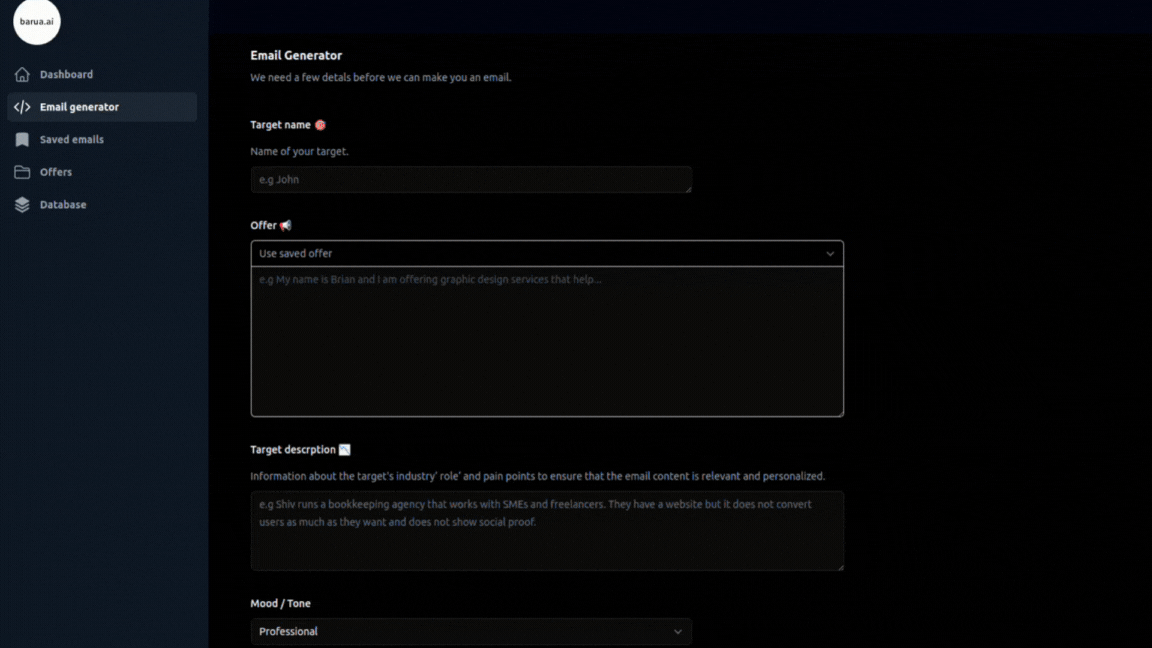 barua.ai
Dashboard
Email generator
Saved emails
Offers
Database
Email Generator
We need a few detals before we can make you an email.
Target name
Name of your target.
e.g John
Offer
Use saved offer
e.g My name is Brian and I am offering graphic design services that help...
Target descrption
Information about the target's industry' role' and pain points to ensure that the email content is relevant and personalized.
e.g Shiv runs a bookkeeping agency that works with SMEs and freelancers. They have a website but it does not convert
users as much as they want and does not show social proof.
Mood / Tone
Professional